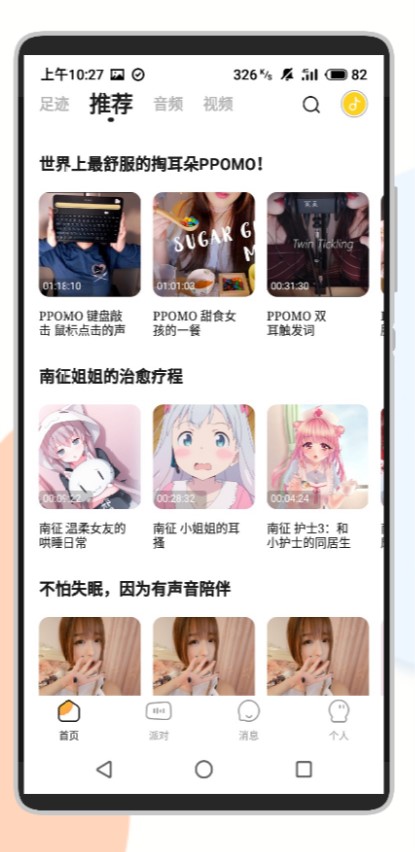 上午10:27 326 K/s 82
足迹 推荐 音频 视频
世界上最舒服的掏耳朵PPOMO！
SUGAR G
M
Twin Tickling
01:18:10 01:01:03 00:31:30
PPOMO 键盘敲 PPOMO 甜食女 PPOMO 双
击 鼠标点击的声 孩的一餐 耳触发词
南征姐姐的治愈疗程
00:09:22 00:28:32 00:04:24
南征 温柔女友的 南征 小姐姐的耳 南征 护士3：和
哄睡日常 搔 小护士的同居生
不怕失眠，因为有声音陪伴
首页 派对 消息 个人